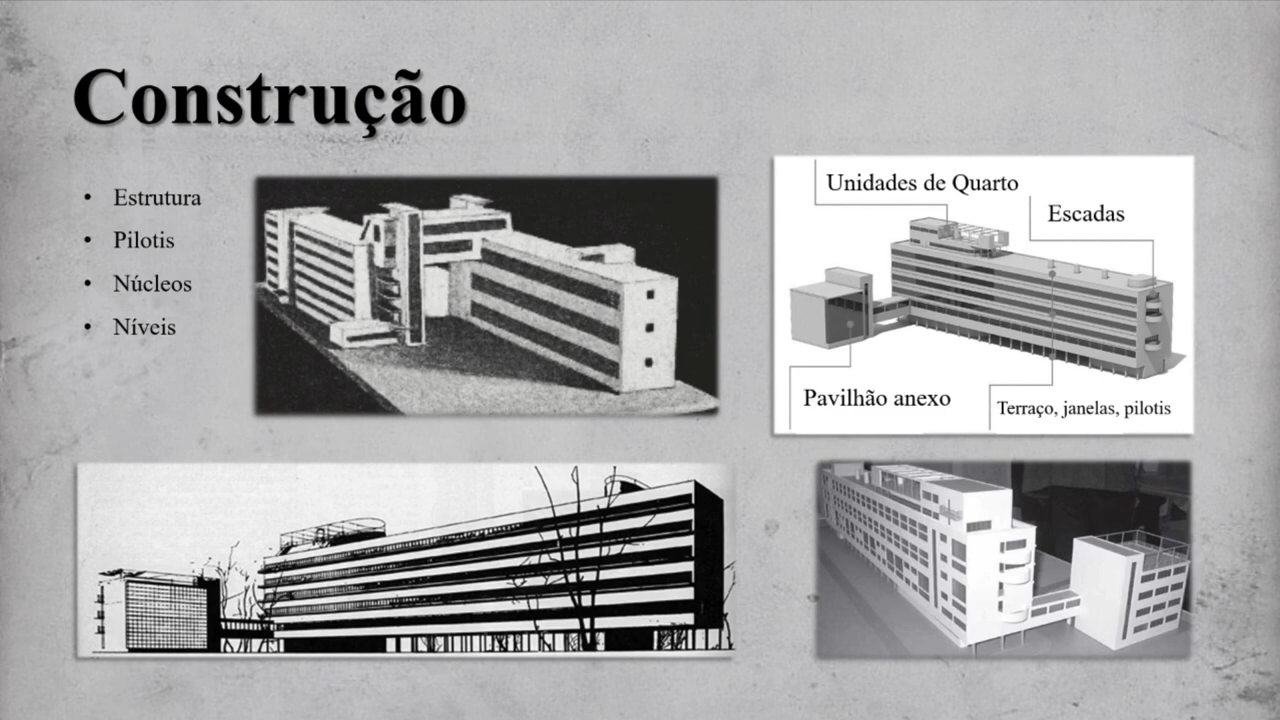 Construção
• Estrutura
• Pilotis
• Núcleos
• Níveis
Unidades de Quarto
Escadas
Pavilhão anexo
Terraço, janelas, pilotis